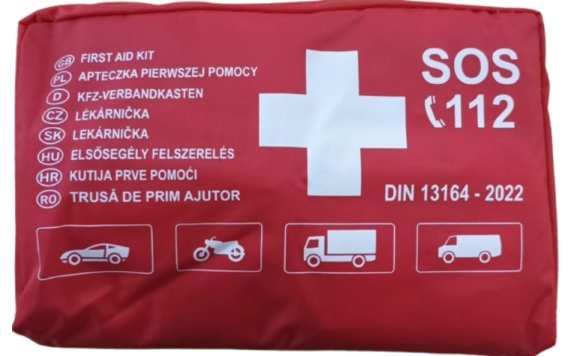 GB FIRST AID KIT
PL APTECZKA PIERWSZEJ POMOCY
D KFZ-VERBANDKASTEN
CZ LÉKÁRNIČKA
SK LEKÁRNIČKA
HU ELSŐSEGÉLY FELSZERELÉS
HR KUTIJA PRVE POMOĆI
RO TRUSĂ DE PRIM AJUTOR
SOS
112
DIN 13164 - 2022